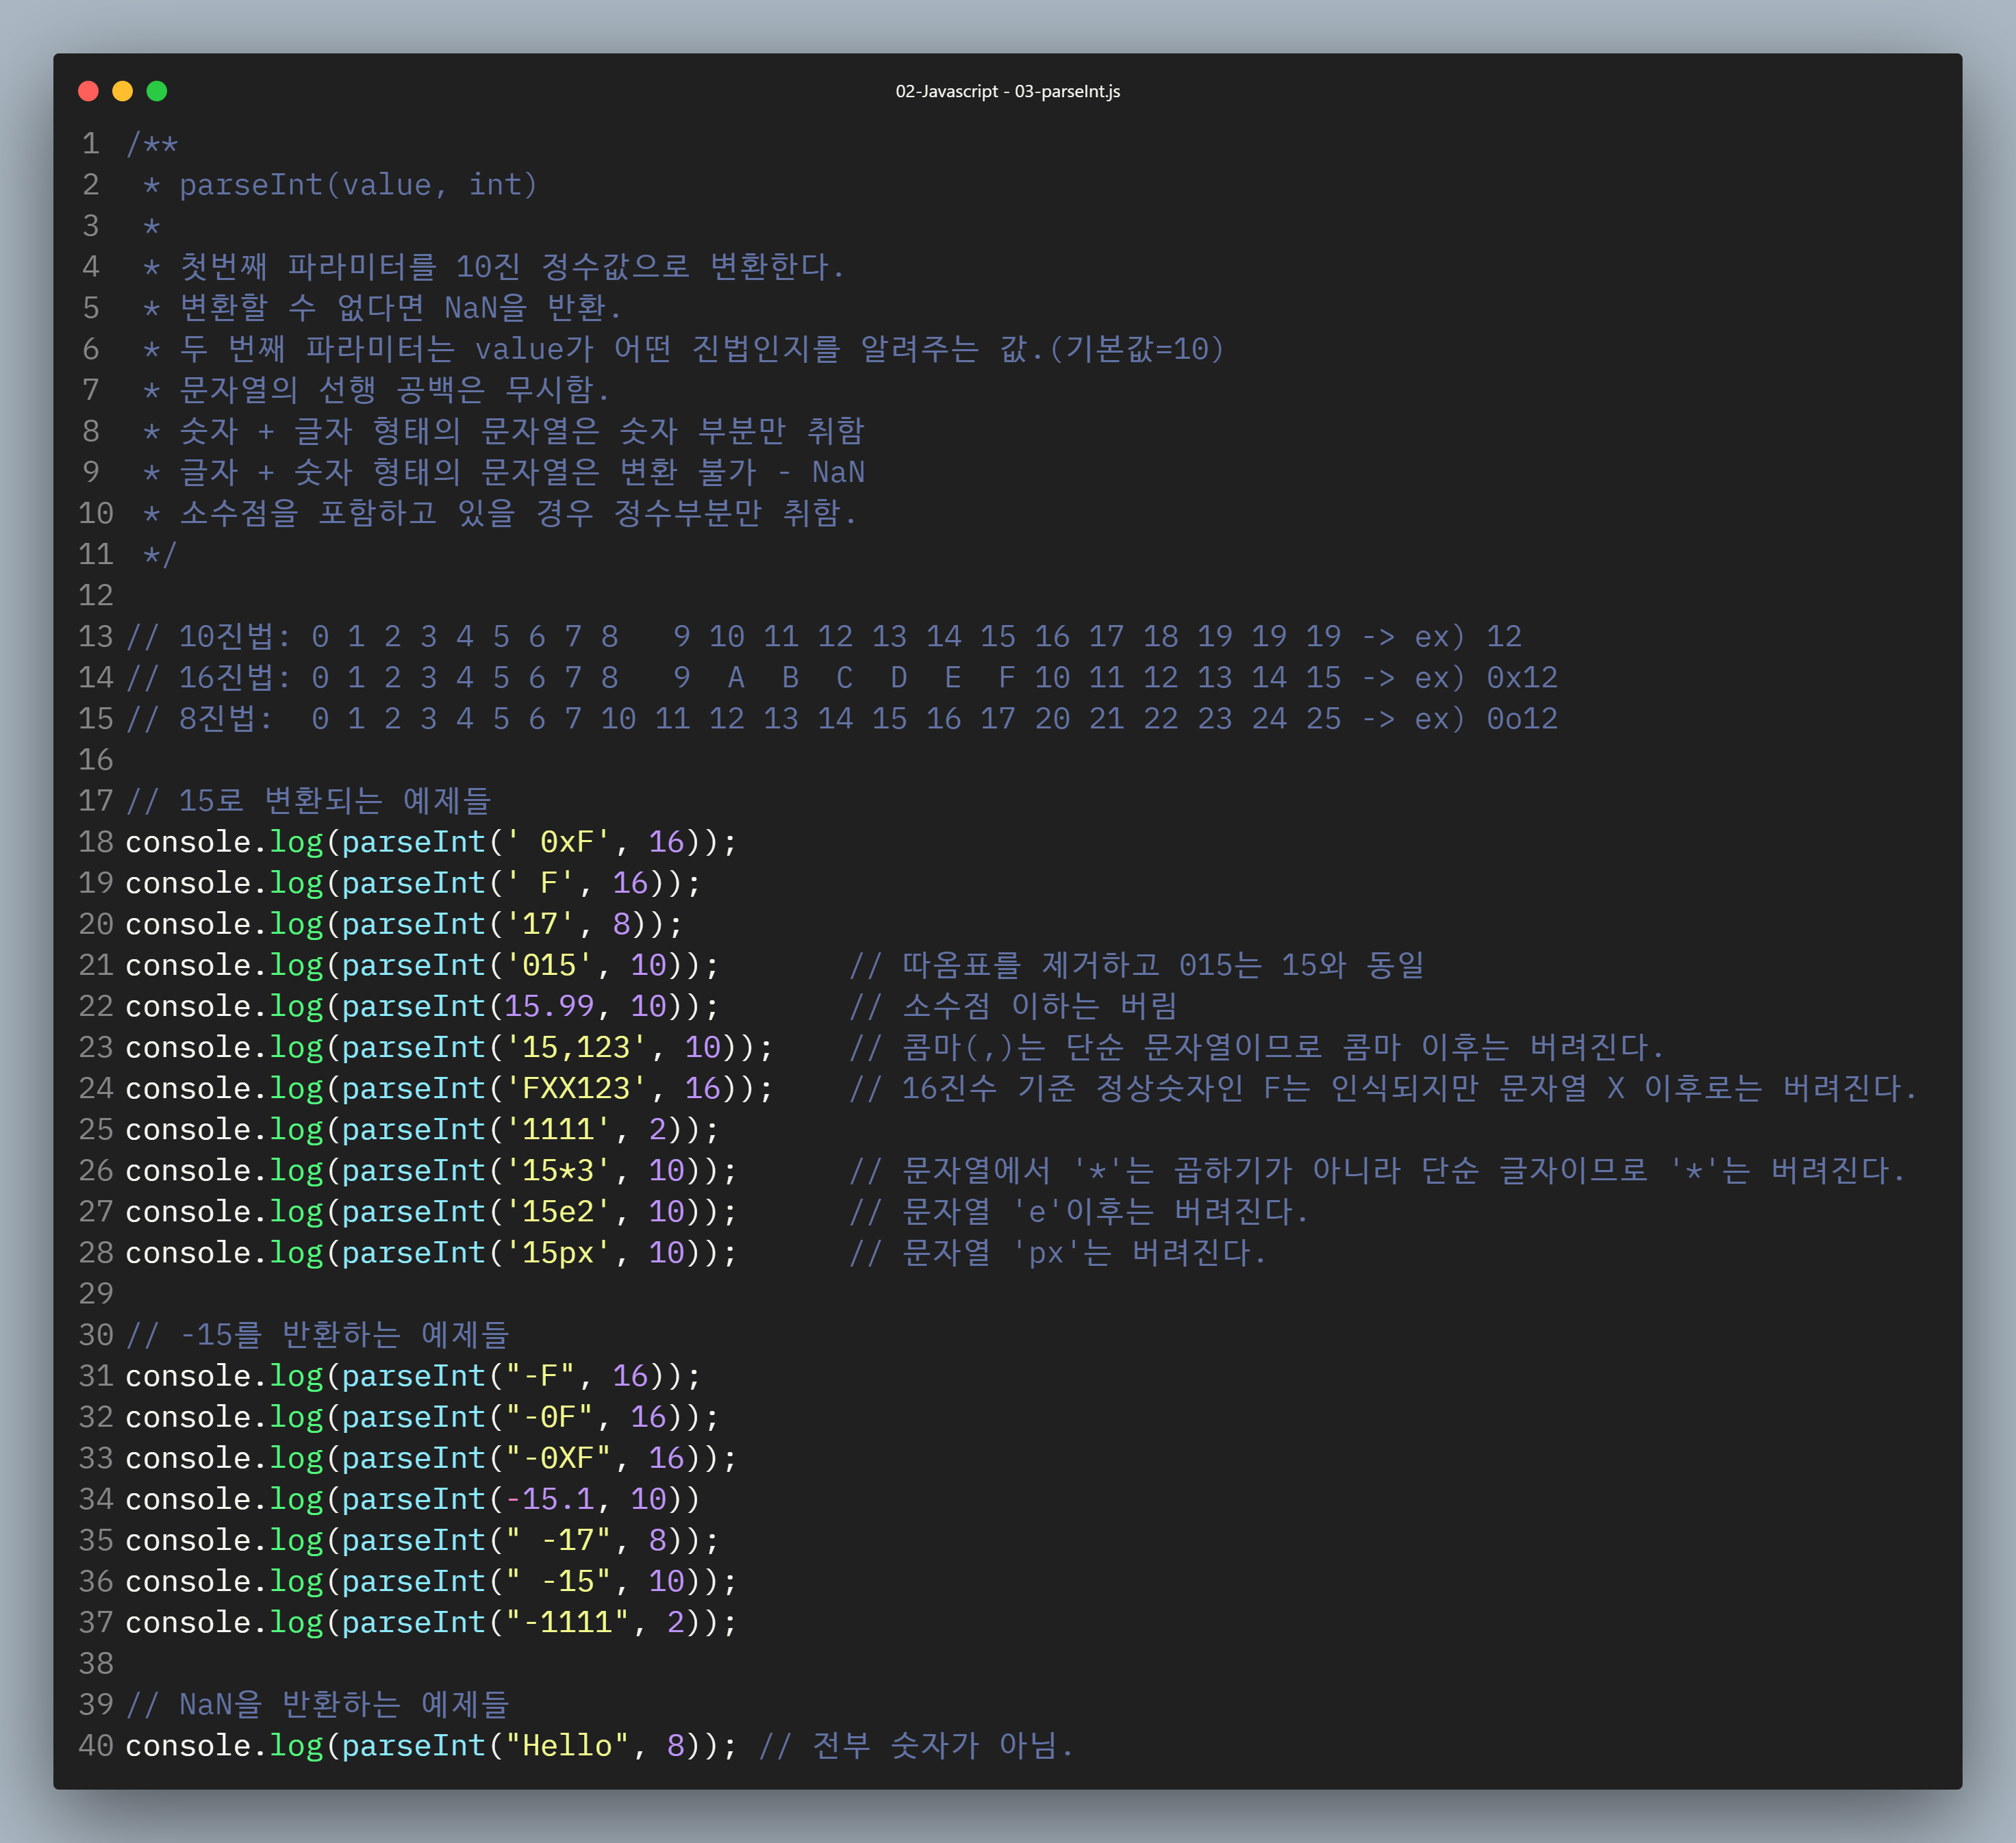 02-Javascript - 03-parseInt.js
1 /**
2  * parseInt(value, int)
3  *
4  * 첫번째 파라미터를 10진 정수값으로 변환한다.
5  * 변환할 수 없다면 NaN을 반환.
6  * 두 번째 파라미터는 value가 어떤 진법인지를 알려주는 값.(기본값=10)
7  * 문자열의 선행 공백은 무시함.
8  * 숫자 + 글자 형태의 문자열은 숫자 부분만 취함
9  * 글자 + 숫자 형태의 문자열은 변환 불가 - NaN
10  * 소수점을 포함하고 있을 경우 정수부분만 취함.
11  */
12
13 // 10진법: 0 1 2 3 4 5 6 7 8   9 10 11 12 13 14 15 16 17 18 19 19 19 -> ex) 12
14 // 16진법: 0 1 2 3 4 5 6 7 8   9  A  B  C  D  E  F 10 11 12 13 14 15 -> ex) 0x12
15 // 8진법:  0 1 2 3 4 5 6 7 10 11 12 13 14 15 16 17 20 21 22 23 24 25 -> ex) 0o12
16
17 // 15로 변환되는 예제들
18 console.log(parseInt(' 0xF', 16));
19 console.log(parseInt(' F', 16));
20 console.log(parseInt('17', 8));
21 console.log(parseInt('015', 10));       // 따옴표를 제거하고 015는 15와 동일
22 console.log(parseInt(15.99, 10));       // 소수점 이하는 버림
23 console.log(parseInt('15,123', 10));    // 콤마(,)는 단순 문자열이므로 콤마 이후는 버려진다.
24 console.log(parseInt('FXX123', 16));    // 16진수 기준 정상숫자인 F는 인식되지만 문자열 X 이후로는 버려진다.
25 console.log(parseInt('1111', 2));
26 console.log(parseInt('15*3', 10));      // 문자열에서 '*'는 곱하기가 아니라 단순 글자이므로 '*'는 버려진다.
27 console.log(parseInt('15e2', 10));      // 문자열 'e'이후는 버려진다.
28 console.log(parseInt('15px', 10));      // 문자열 'px'는 버려진다.
29
30 // -15를 반환하는 예제들
31 console.log(parseInt("-F", 16));
32 console.log(parseInt("-0F", 16));
33 console.log(parseInt("-0XF", 16));
34 console.log(parseInt(-15.1, 10))
35 console.log(parseInt(" -17", 8));
36 console.log(parseInt(" -15", 10));
37 console.log(parseInt("-1111", 2));
38
39 // NaN을 반환하는 예제들
40 console.log(parseInt("Hello", 8)); // 전부 숫자가 아님.